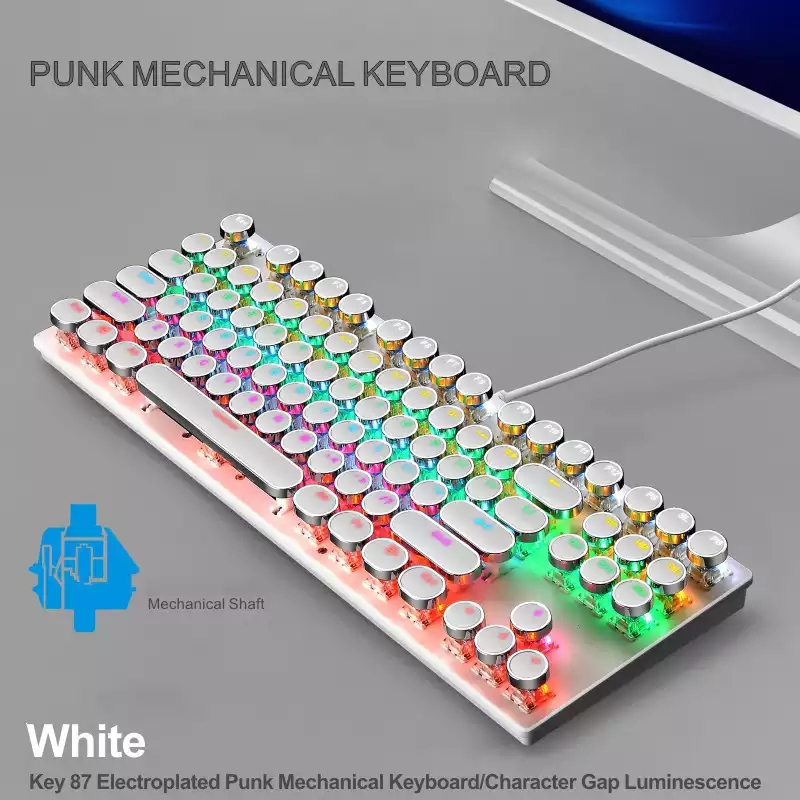 PUNK MECHANICAL KEYBOARD
Mechanical Shaft
White
Key 87 Electroplated Punk Mechanical Keyboard/Character Gap Luminescence